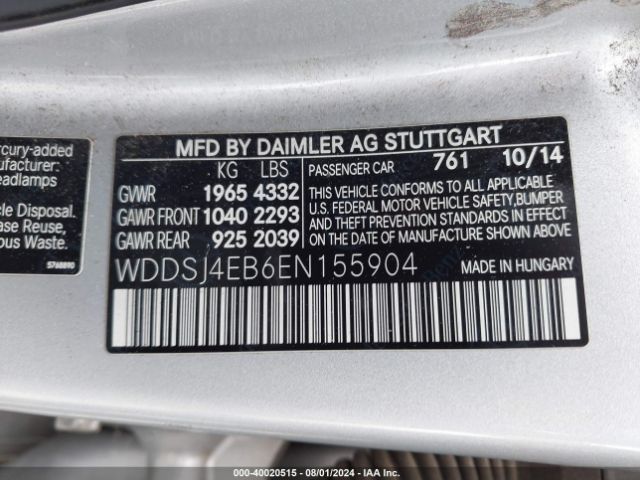 MFD BY DAIMLER AG STUTTGART
KG LBS
GVWR 1965 4332
GAWR FRONT 1040 2293
GAWR REAR 925 2039
PASSENGER CAR 761 10/14
THIS VEHICLE CONFORMS TO ALL APPLICABLE
U.S. FEDERAL MOTOR VEHICLE SAFETY, BUMPER
AND THEFT PREVENTION STANDARDS IN EFFECT
ON THE DATE OF MANUFACTURE SHOWN ABOVE.
WDDSJ4EB6EN155904
MADE IN HUNGARY
rcury-added
nufacturer:
eadlamps
le Disposal.
ease Reuse,
ous Waste.
000-40020515 - 08/01/2024 - IAA Inc.